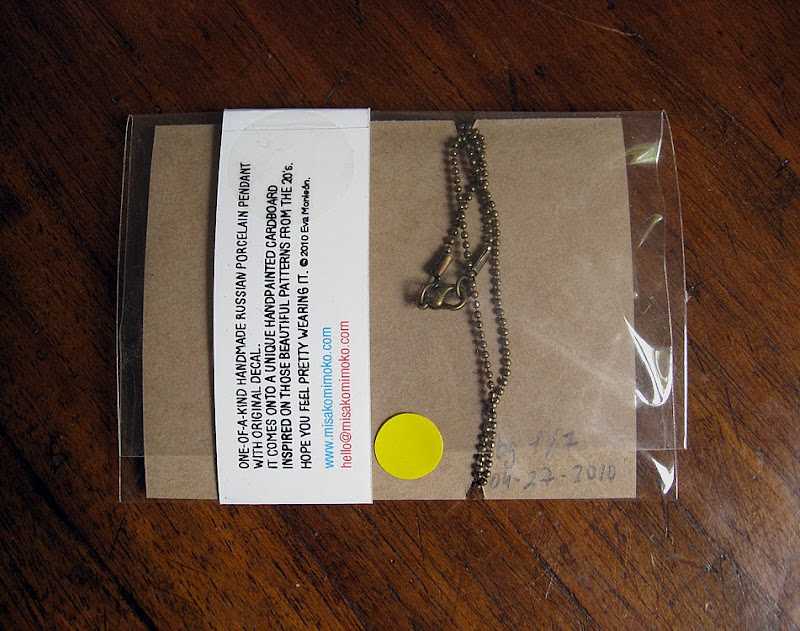 ONE-OF-A-KIND HANDMADE RUSSIAN PORCELAIN PENDANT
WITH ORIGINAL DECAL.
IT COMES ONTO A UNIQUE HANDPAINTED CARDBOARD
INSPIRED ON THOSE BEAUTIFUL PATTERNS FROM THE 20's.
HOPE YOU FEEL PRETTY WEARING IT. © 2010 Eva Monleón.
www.misakomimoko.com
hello@misakomimoko.com
1/1
04-27-2010